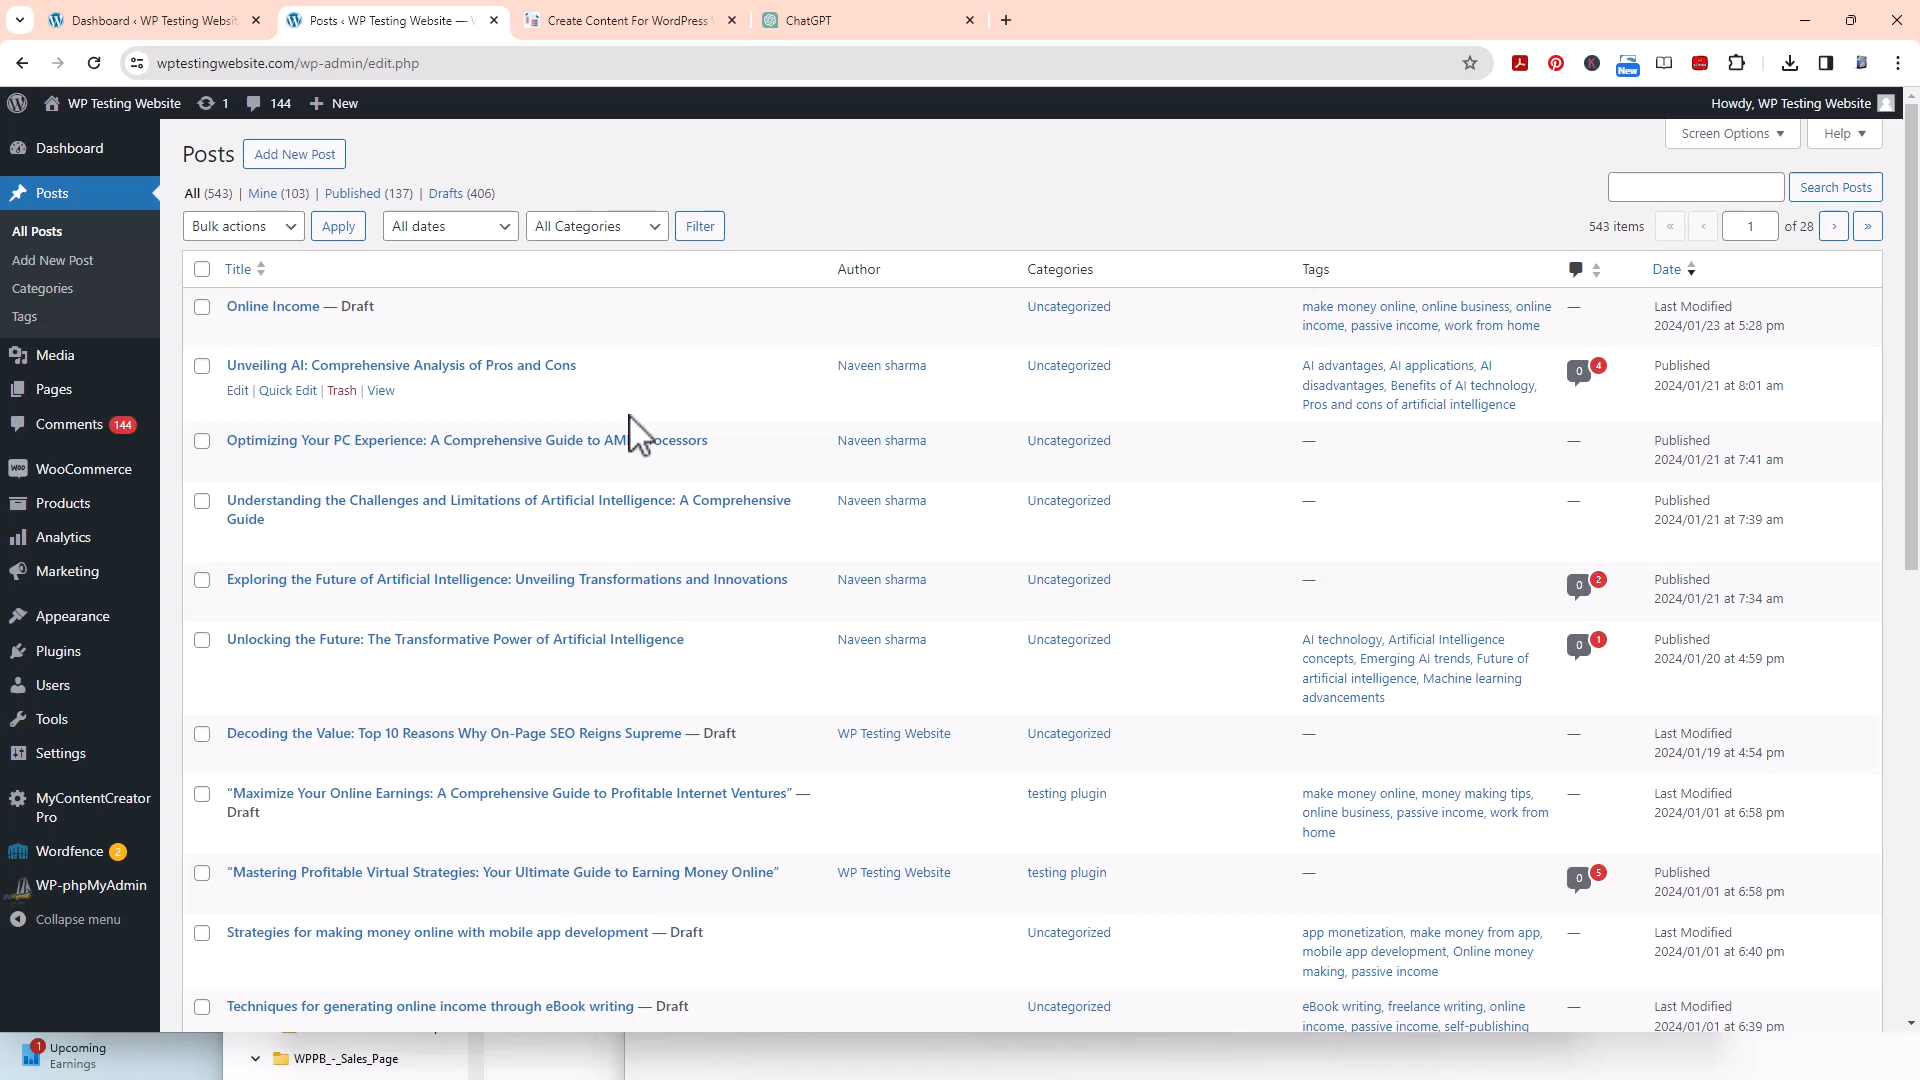 Dashboard ‹ WP Testing Websit
Posts ‹ WP Testing Website —
Create Content For WordPress
ChatGPT
wptestingwebsite.com/wp-admin/edit.php
New
WP Testing Website 1 144 New
Howdy, WP Testing Website
Dashboard
Posts
All Posts
Add New Post
Categories
Tags
Media
Pages
Comments 144
WooCommerce
Products
Analytics
Marketing
Appearance
Plugins
Users
Tools
Settings
MyContentCreator
Pro
Wordfence 2
WP-phpMyAdmin
Collapse menu
Screen Options Help
Posts Add New Post
All (543) | Mine (103) | Published (137) | Drafts (406)
Search Posts
Bulk actions Apply All dates All Categories Filter
543 items « ‹ 1 of 28 › »
Title Author Categories Tags Date
Online Income — Draft
Uncategorized
make money online, online business, online
income, passive income, work from home
—
Last Modified
2024/01/23 at 5:28 pm
Unveiling AI: Comprehensive Analysis of Pros and Cons
Edit | Quick Edit | Trash | View
Naveen sharma
Uncategorized
AI advantages, AI applications, AI
disadvantages, Benefits of AI technology,
Pros and cons of artificial intelligence
0 4
Published
2024/01/21 at 8:01 am
Optimizing Your PC Experience: A Comprehensive Guide to AM ocessors
Naveen sharma
Uncategorized
—
—
Published
2024/01/21 at 7:41 am
Understanding the Challenges and Limitations of Artificial Intelligence: A Comprehensive
Guide
Naveen sharma
Uncategorized
—
—
Published
2024/01/21 at 7:39 am
Exploring the Future of Artificial Intelligence: Unveiling Transformations and Innovations
Naveen sharma
Uncategorized
—
0 2
Published
2024/01/21 at 7:34 am
Unlocking the Future: The Transformative Power of Artificial Intelligence
Naveen sharma
Uncategorized
AI technology, Artificial Intelligence
concepts, Emerging AI trends, Future of
artificial intelligence, Machine learning
advancements
0 1
Published
2024/01/20 at 4:59 pm
Decoding the Value: Top 10 Reasons Why On-Page SEO Reigns Supreme — Draft
WP Testing Website
Uncategorized
—
—
Last Modified
2024/01/19 at 4:54 pm
“Maximize Your Online Earnings: A Comprehensive Guide to Profitable Internet Ventures” —
Draft
testing plugin
make money online, money making tips,
online business, passive income, work from
home
—
Last Modified
2024/01/01 at 6:58 pm
“Mastering Profitable Virtual Strategies: Your Ultimate Guide to Earning Money Online”
WP Testing Website
testing plugin
—
0 5
Published
2024/01/01 at 6:58 pm
Strategies for making money online with mobile app development — Draft
Uncategorized
app monetization, make money from app,
mobile app development, Online money
making, passive income
—
Last Modified
2024/01/01 at 6:40 pm
Techniques for generating online income through eBook writing — Draft
Uncategorized
eBook writing, freelance writing, online
income, passive income, self-publishing
—
Last Modified
2024/01/01 at 6:39 pm
1
Upcoming
Earnings
WPPB_-_Sales_Page